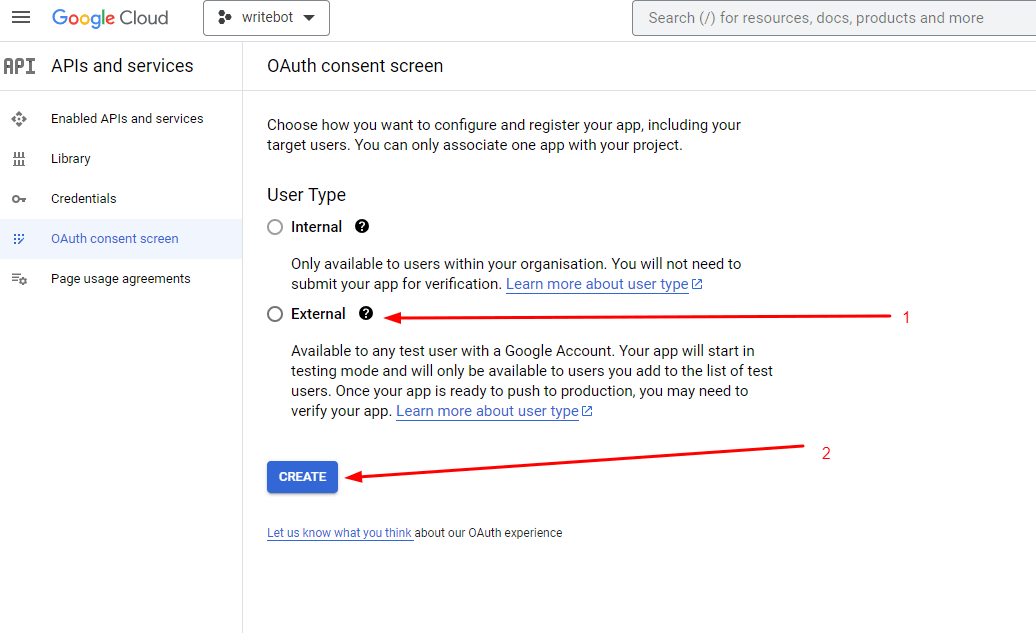 Google Cloud
writebot
Search (/) for resources, docs, products and more
API
APIs and services
OAuth consent screen
Enabled APIs and services
Library
Credentials
OAuth consent screen
Page usage agreements
Choose how you want to configure and register your app, including your
target users. You can only associate one app with your project.
User Type
Internal ?
Only available to users within your organisation. You will not need to
submit your app for verification. Learn more about user type
External ?
1
Available to any test user with a Google Account. Your app will start in
testing mode and will only be available to users you add to the list of test
users. Once your app is ready to push to production, you may need to
verify your app. Learn more about user type
2
CREATE
Let us know what you think about our OAuth experience